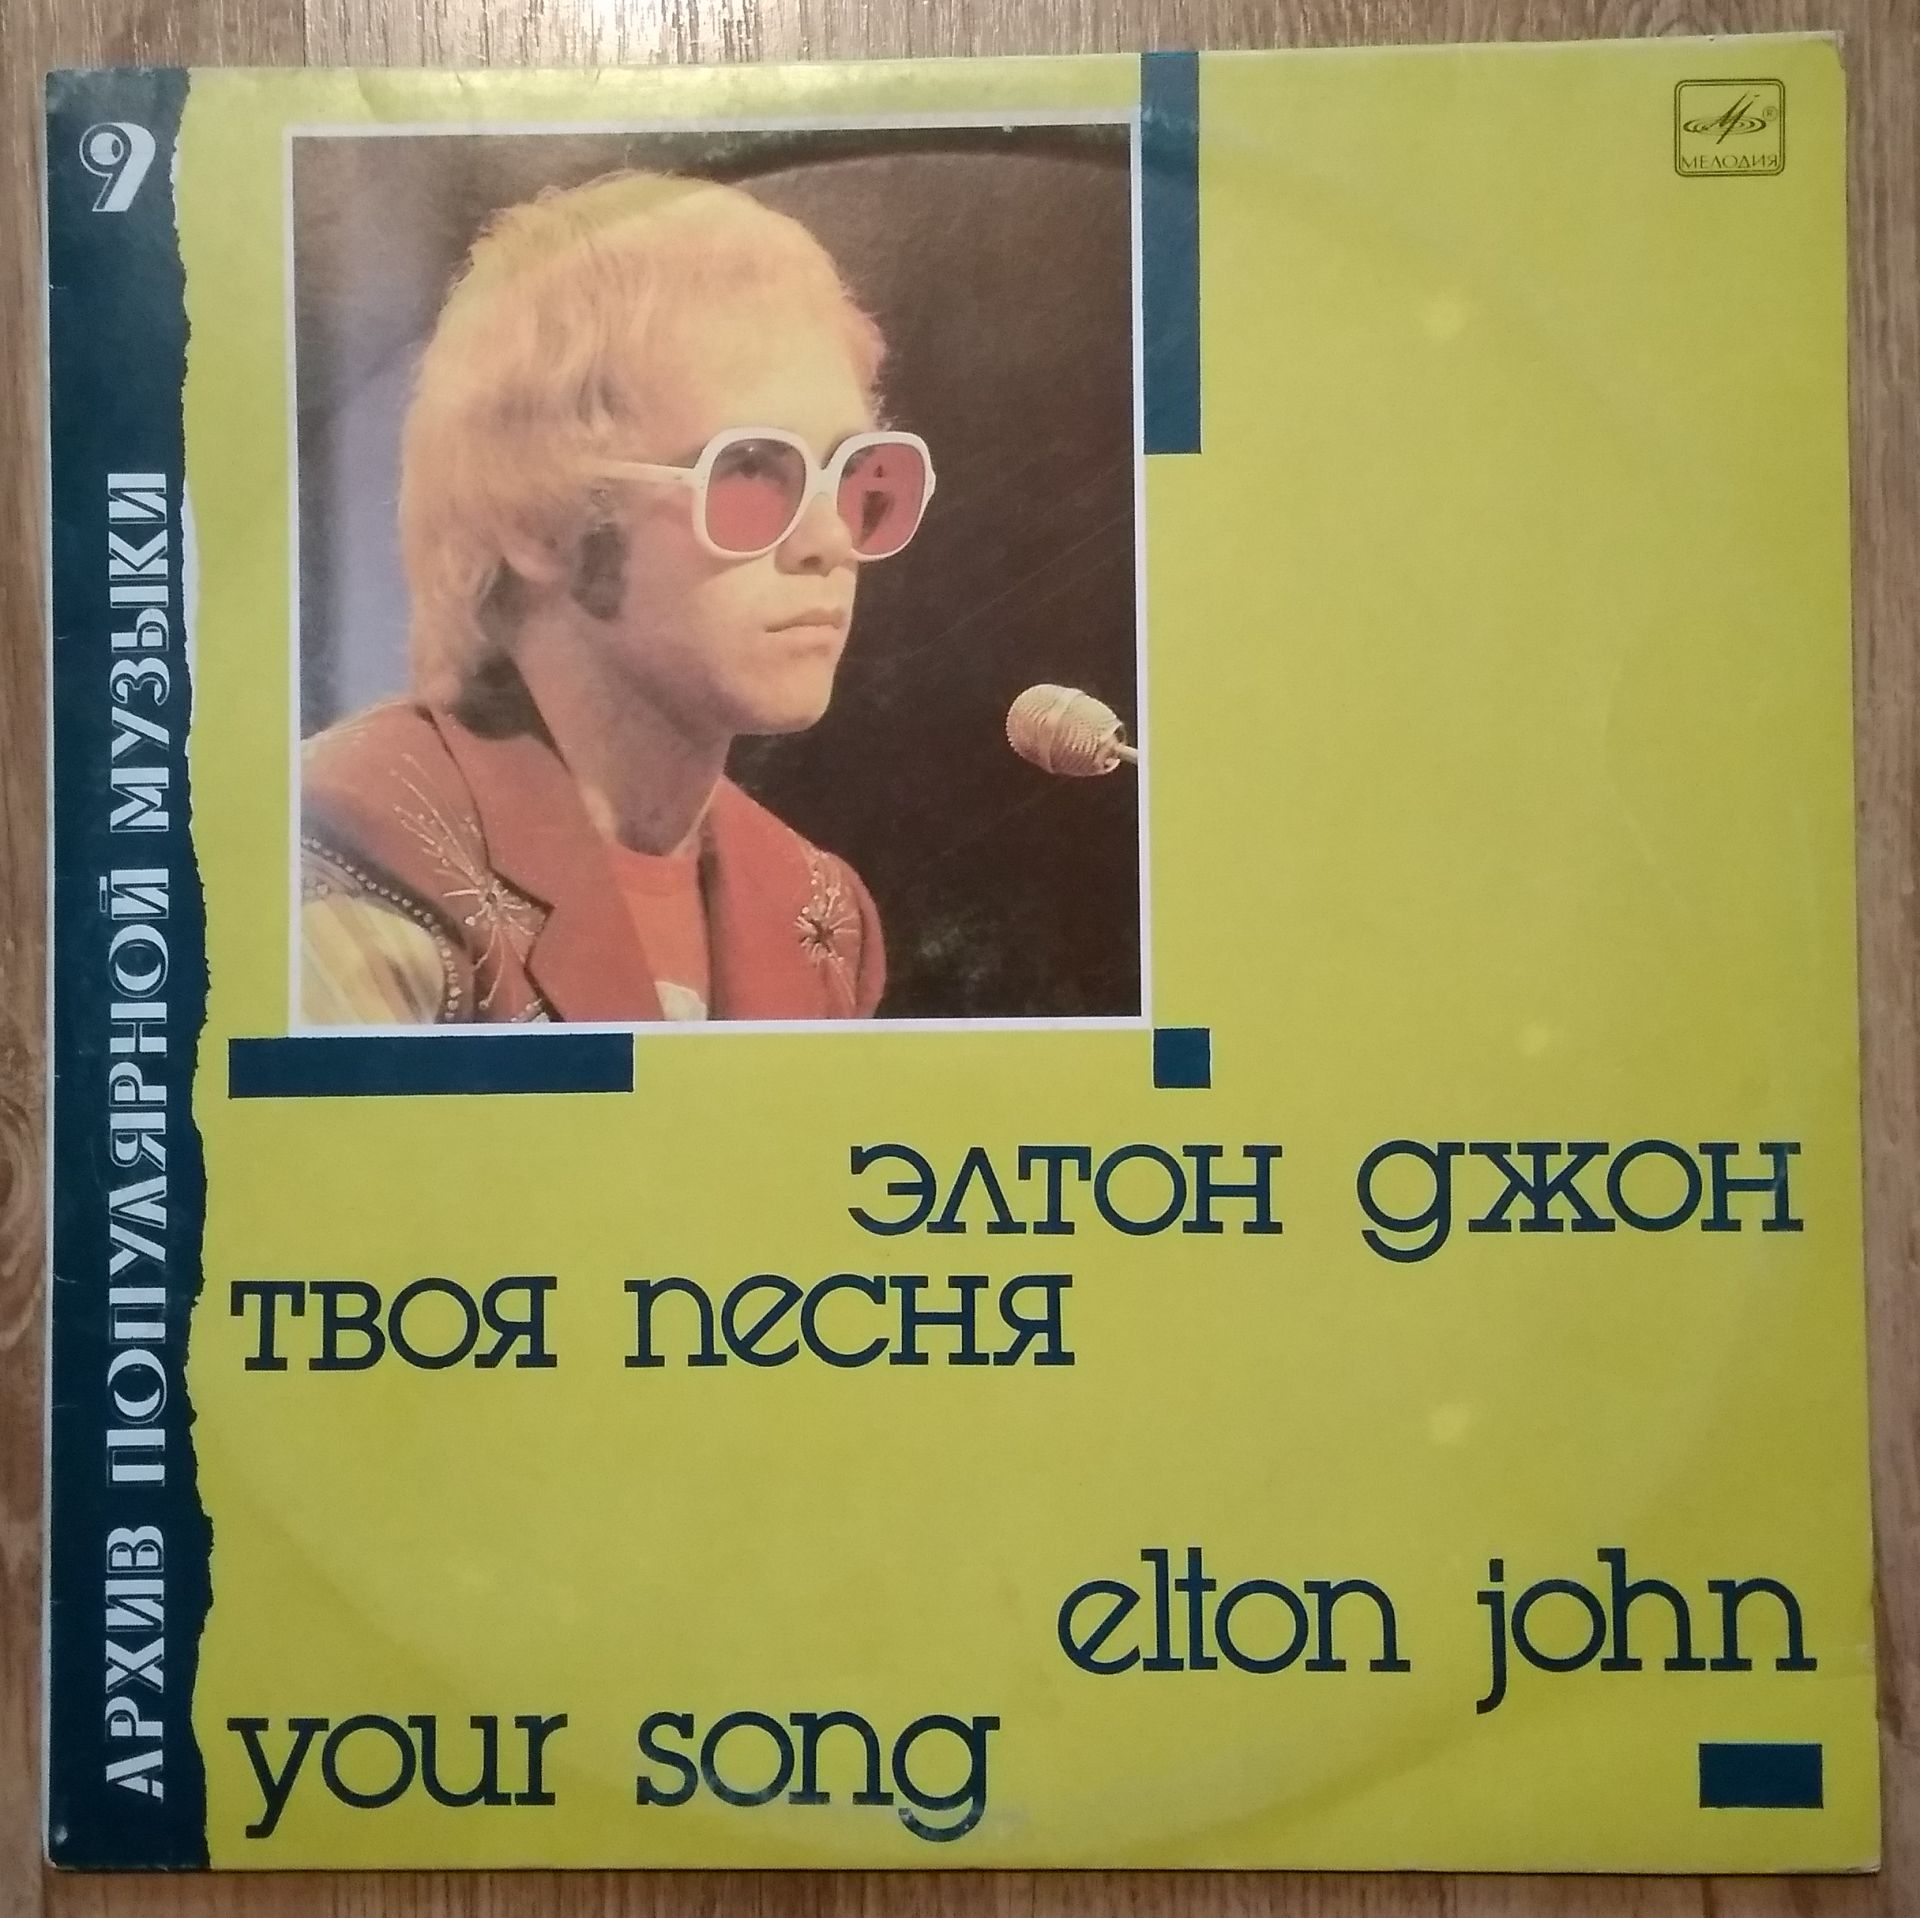 9
АРХИВ ПОПУЛЯРНОЙ МУЗЫКИ
МЕЛОДИЯ ®
элтон джон
твоя песня
elton john
your song